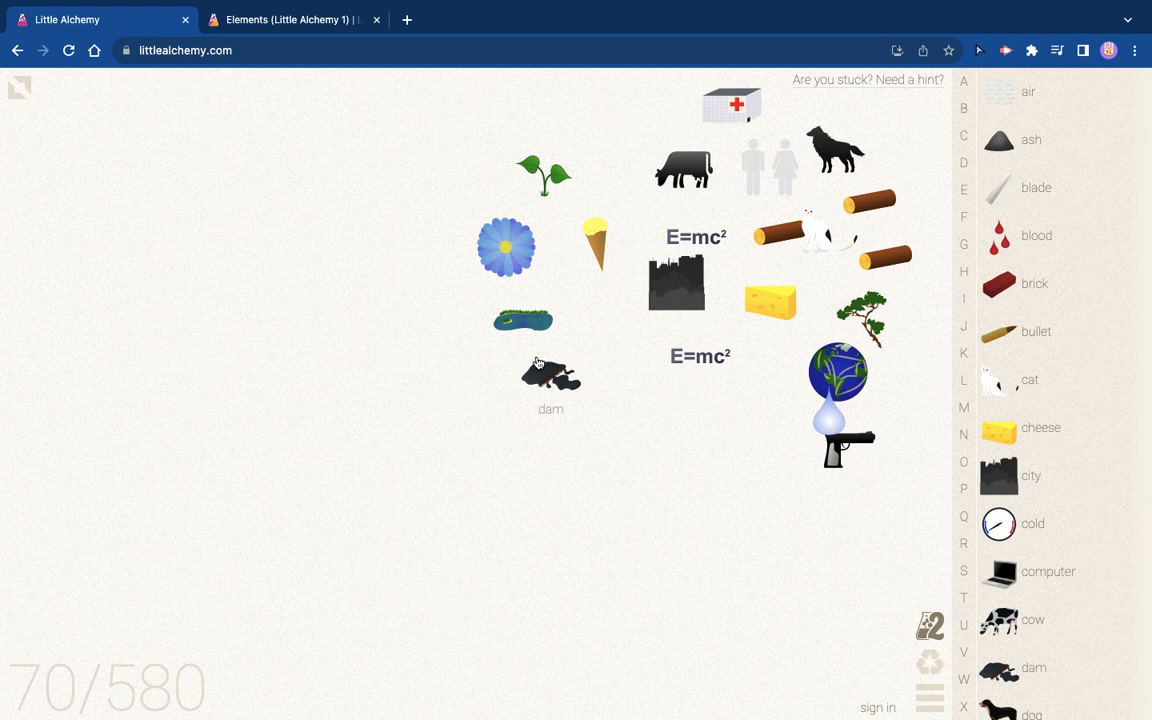 Little Alchemy
Elements (Little Alchemy 1) | L
littlealchemy.com
Are you stuck? Need a hint?
E=mc²
E=mc²
dam
70/580
2
sign in
A
B
C
D
E
F
G
H
I
J
K
L
M
N
O
P
Q
R
S
T
U
V
W
X
air
ash
blade
blood
brick
bullet
cat
cheese
city
cold
computer
cow
dam
dog